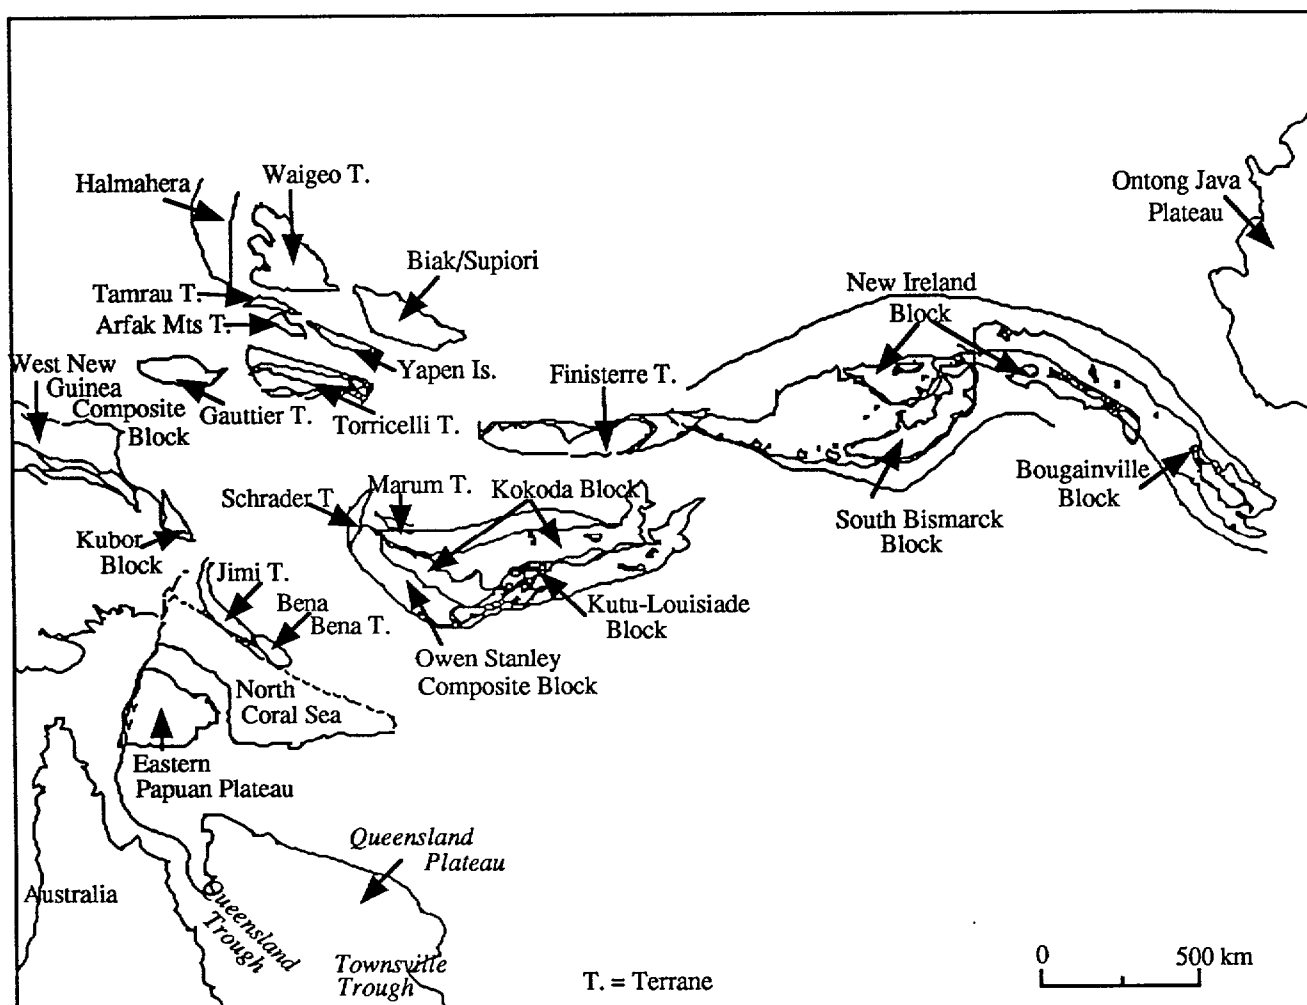 Halmahera
Waigeo T.
Ontong Java
Plateau
Biak/Supiori
New Ireland
Block
Tamrau T.
Arfak Mts T.
West New
Guinea
Composite
Block
Gauttier T.
Yapen Is.
Torricelli T.
Finisterre T.
Schrader T.
Marum T.
Kokoda Block
South Bismarck
Block
Bougainville
Block
Kubor
Block
Jimi T.
Bena
Bena T.
Kutu-Louisiade
Block
Owen Stanley
Composite Block
North
Coral Sea
Eastern
Papuan Plateau
Queensland
Plateau
Australia
Queensland
Trough
Townsville
Trough
T. = Terrane
0 500 km